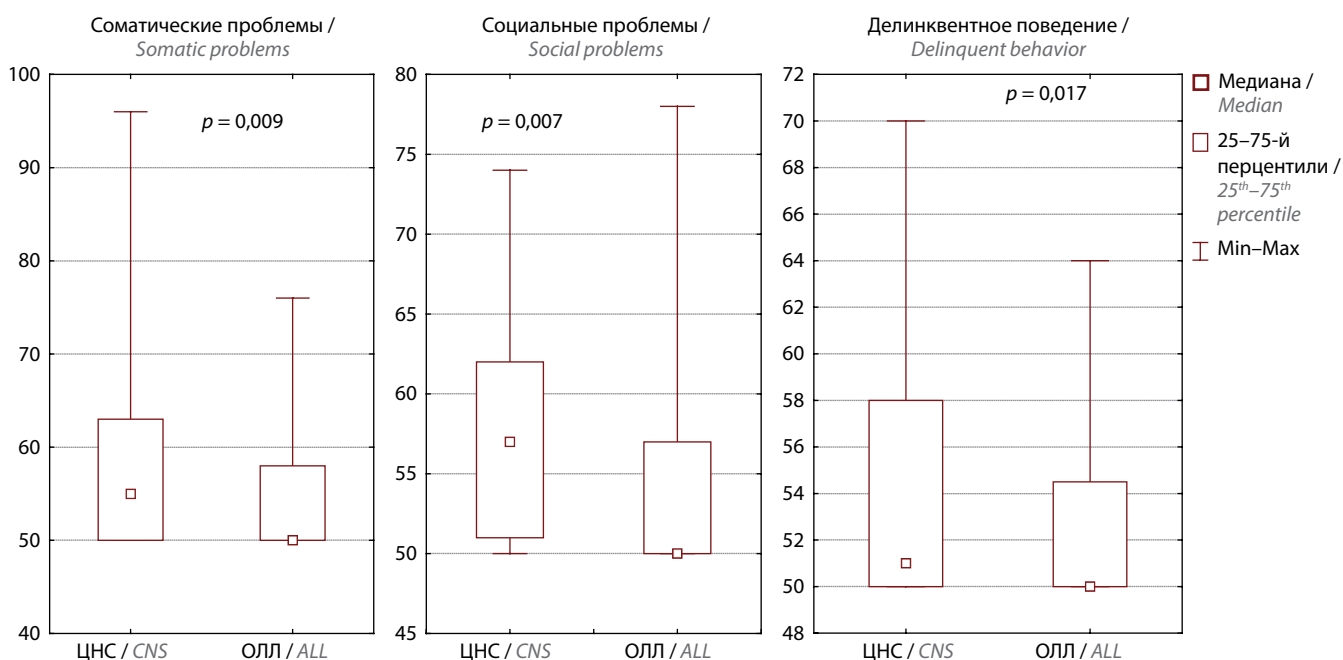 Соматические проблемы /
Somatic problems
100
90
80
70
60
50
40
p = 0,009
ЦНС / CNS
ОЛЛ / ALL
Социальные проблемы /
Social problems
80
75
70
65
60
55
50
45
p = 0,007
ЦНС / CNS
ОЛЛ / ALL
Делинквентное поведение /
Delinquent behavior
72
70
68
66
64
62
60
58
56
54
52
50
48
p = 0,017
ЦНС / CNS
ОЛЛ / ALL
Медиана /
Median
25–75-й
перцентили /
25th–75th
percentile
Min–Max